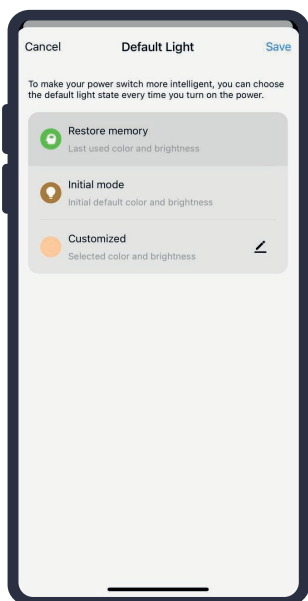 Cancel Default Light Save
To make your power switch more intelligent, you can choose
the default light state every time you turn on the power.
Restore memory
Last used color and brightness
Initial mode
Initial default color and brightness
Customized
Selected color and brightness